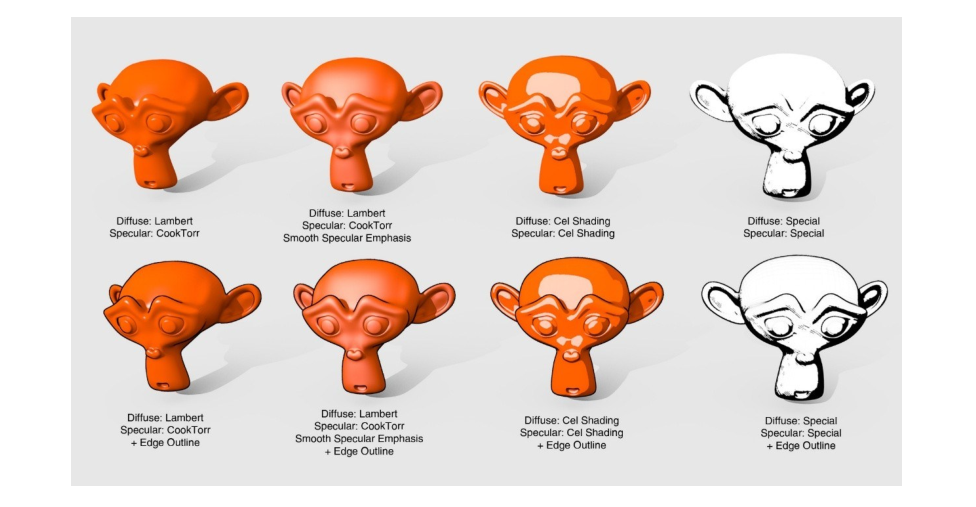 Diffuse: Lambert
Specular: CookTorr
Diffuse: Lambert
Specular: CookTorr
Smooth Specular Emphasis
Diffuse: Cel Shading
Specular: Cel Shading
Diffuse: Special
Specular: Special
Diffuse: Lambert
Specular: CookTorr
+ Edge Outline
Diffuse: Lambert
Specular: CookTorr
Smooth Specular Emphasis
+ Edge Outline
Diffuse: Cel Shading
Specular: Cel Shading
+ Edge Outline
Diffuse: Special
Specular: Special
+ Edge Outline